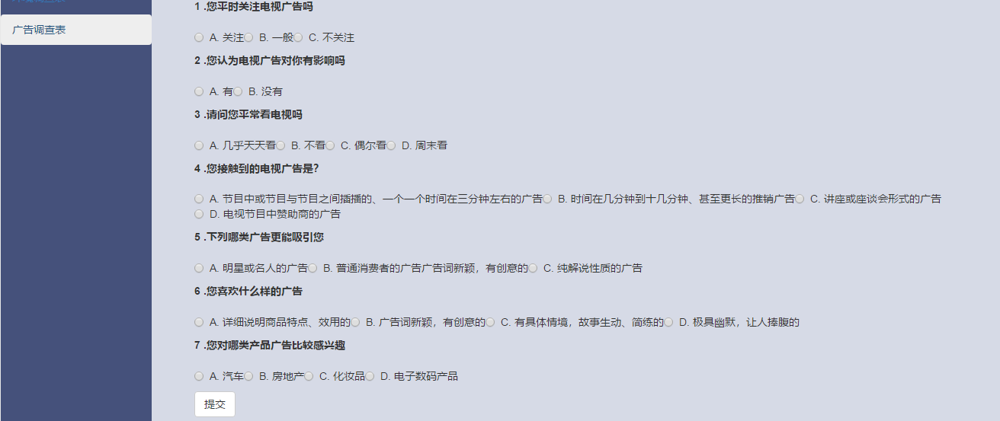 广告调查表
1 .您平时关注电视广告吗
A. 关注 B. 一般 C. 不关注
2 .您认为电视广告对你有影响吗
A. 有 B. 没有
3 .请问您平常看电视吗
A. 几乎天天看 B. 不看 C. 偶尔看 D. 周末看
4 .您接触到的电视广告是?
A. 节目中或节目与节目之间插播的、一个一个时间在三分钟左右的广告 B. 时间在几分钟到十几分钟、甚至更长的推销广告 C. 讲座或座谈会形式的广告
D. 电视节目中赞助商的广告
5 .下列哪类广告更能吸引您
A. 明星或名人的广告 B. 普通消费者的广告广告词新颖，有创意的 C. 纯解说性质的广告
6 .您喜欢什么样的广告
A. 详细说明商品特点、效用的 B. 广告词新颖，有创意的 C. 有具体情境，故事生动、简练的 D. 极具幽默，让人捧腹的
7 .您对哪类产品广告比较感兴趣
A. 汽车 B. 房地产 C. 化妆品 D. 电子数码产品
提交